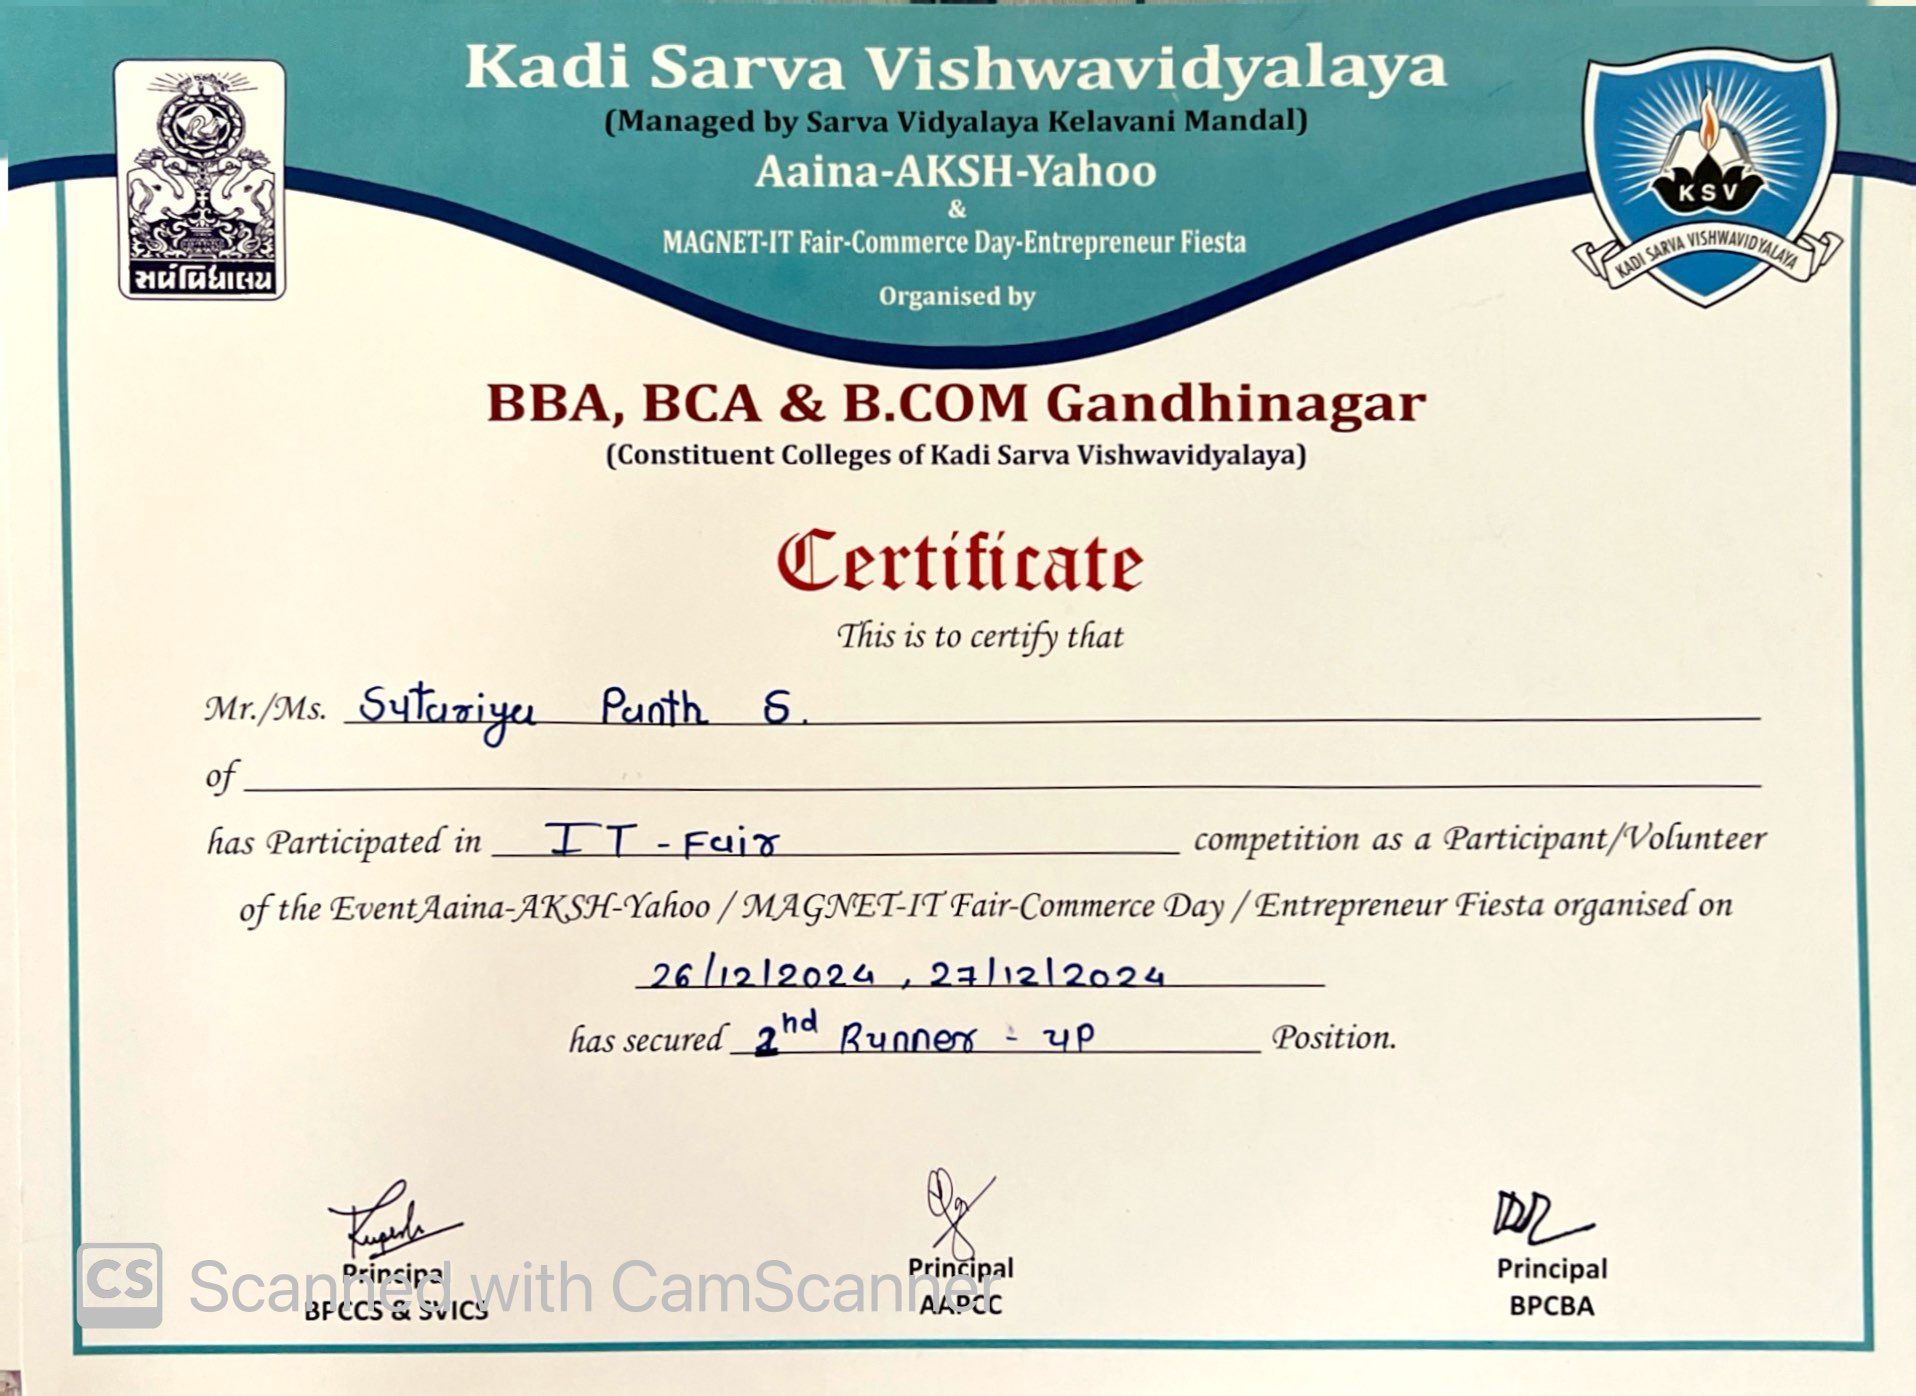 Kadi Sarva Vishwavidyalaya
(Managed by Sarva Vidyalaya Kelavani Mandal)
Aaina-AKSH-Yahoo
&
MAGNET-IT Fair-Commerce Day-Entrepreneur Fiesta
Organised by
સર્વ વિદ્યાલય
KSV
KADI SARVA VISHWAVIDYALAYA
BBA, BCA & B.COM Gandhinagar
(Constituent Colleges of Kadi Sarva Vishwavidyalaya)
Certificate
This is to certify that
Mr./Ms. Sutariya Panth S.
of
has Participated in IT-Fair competition as a Participant/Volunteer
of the Event Aaina-AKSH-Yahoo / MAGNET-IT Fair-Commerce Day / Entrepreneur Fiesta organised on
26/12/2024, 27/12/2024
has secured 2nd Runner-up Position.
Principal Principal Principal
BPCCS & SVICS AAPCC BPCBA
CS Scanned with CamScanner